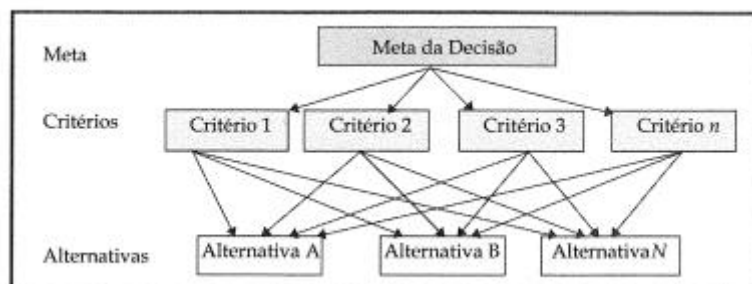 Meta
Meta da Decisão
Critérios
Critério 1
Critério 2
Critério 3
Critério n
Alternativas
Alternativa A
Alternativa B
Alternativa N